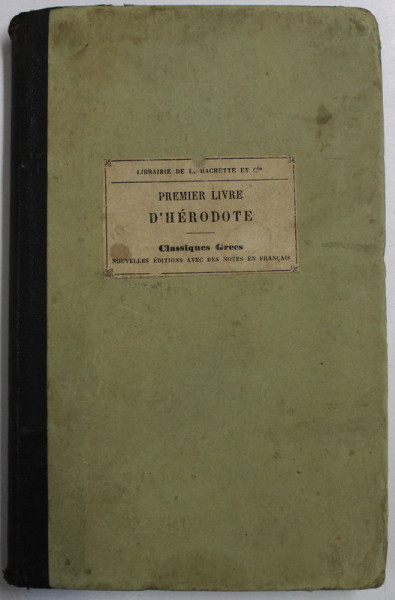 LIBRAIRIE DE L. HACHETTE ET Cie
PREMIER LIVRE
D'HÉRODOTE
Classiques Grecs
NOUVELLES ÉDITIONS AVEC DES NOTES EN FRANÇAIS